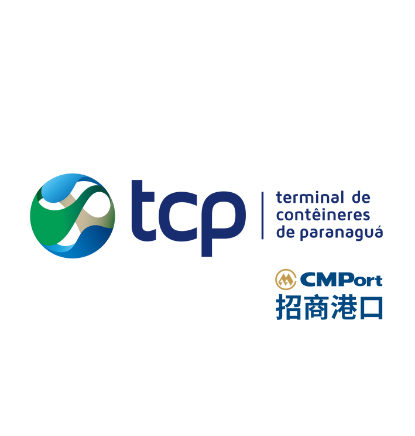 tcp
terminal de
contêineres
de paranaguá
CMPort
招商港口